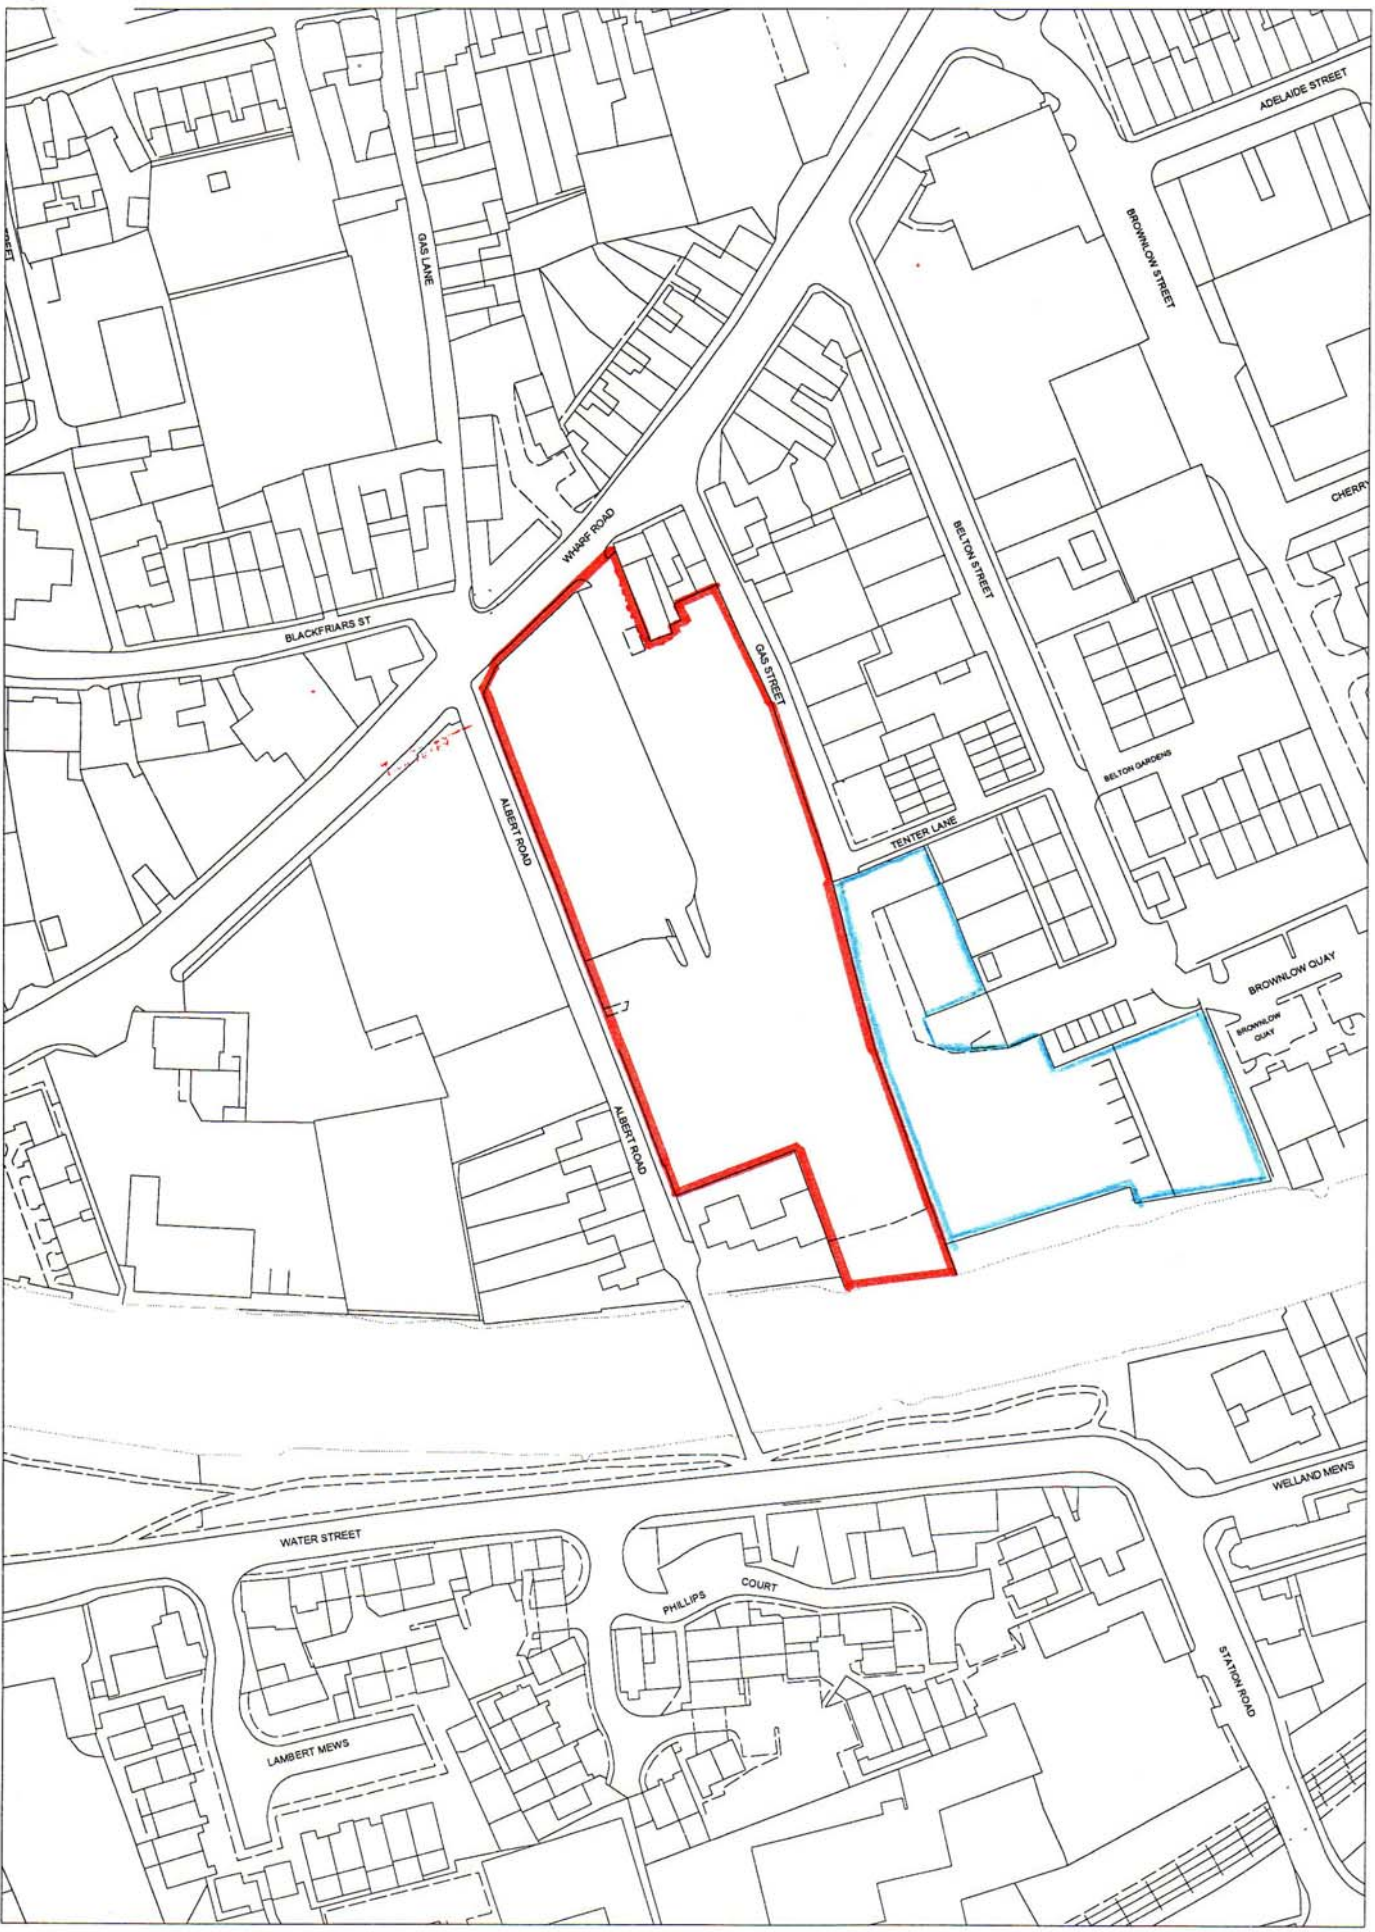 ADELAIDE STREET
BROWNLOW STREET
GAS LANE
CHERRY
WHARF ROAD
BELTON STREET
BLACKFRIARS ST
GAS STREET
BELTON GARDENS
ALBERT ROAD
TENTER LANE
BROWNLOW QUAY
BROWNLOW
QUAY
ALBERT ROAD
WELLAND MEWS
WATER STREET
PHILLIPS COURT
STATION ROAD
LAMBERT MEWS